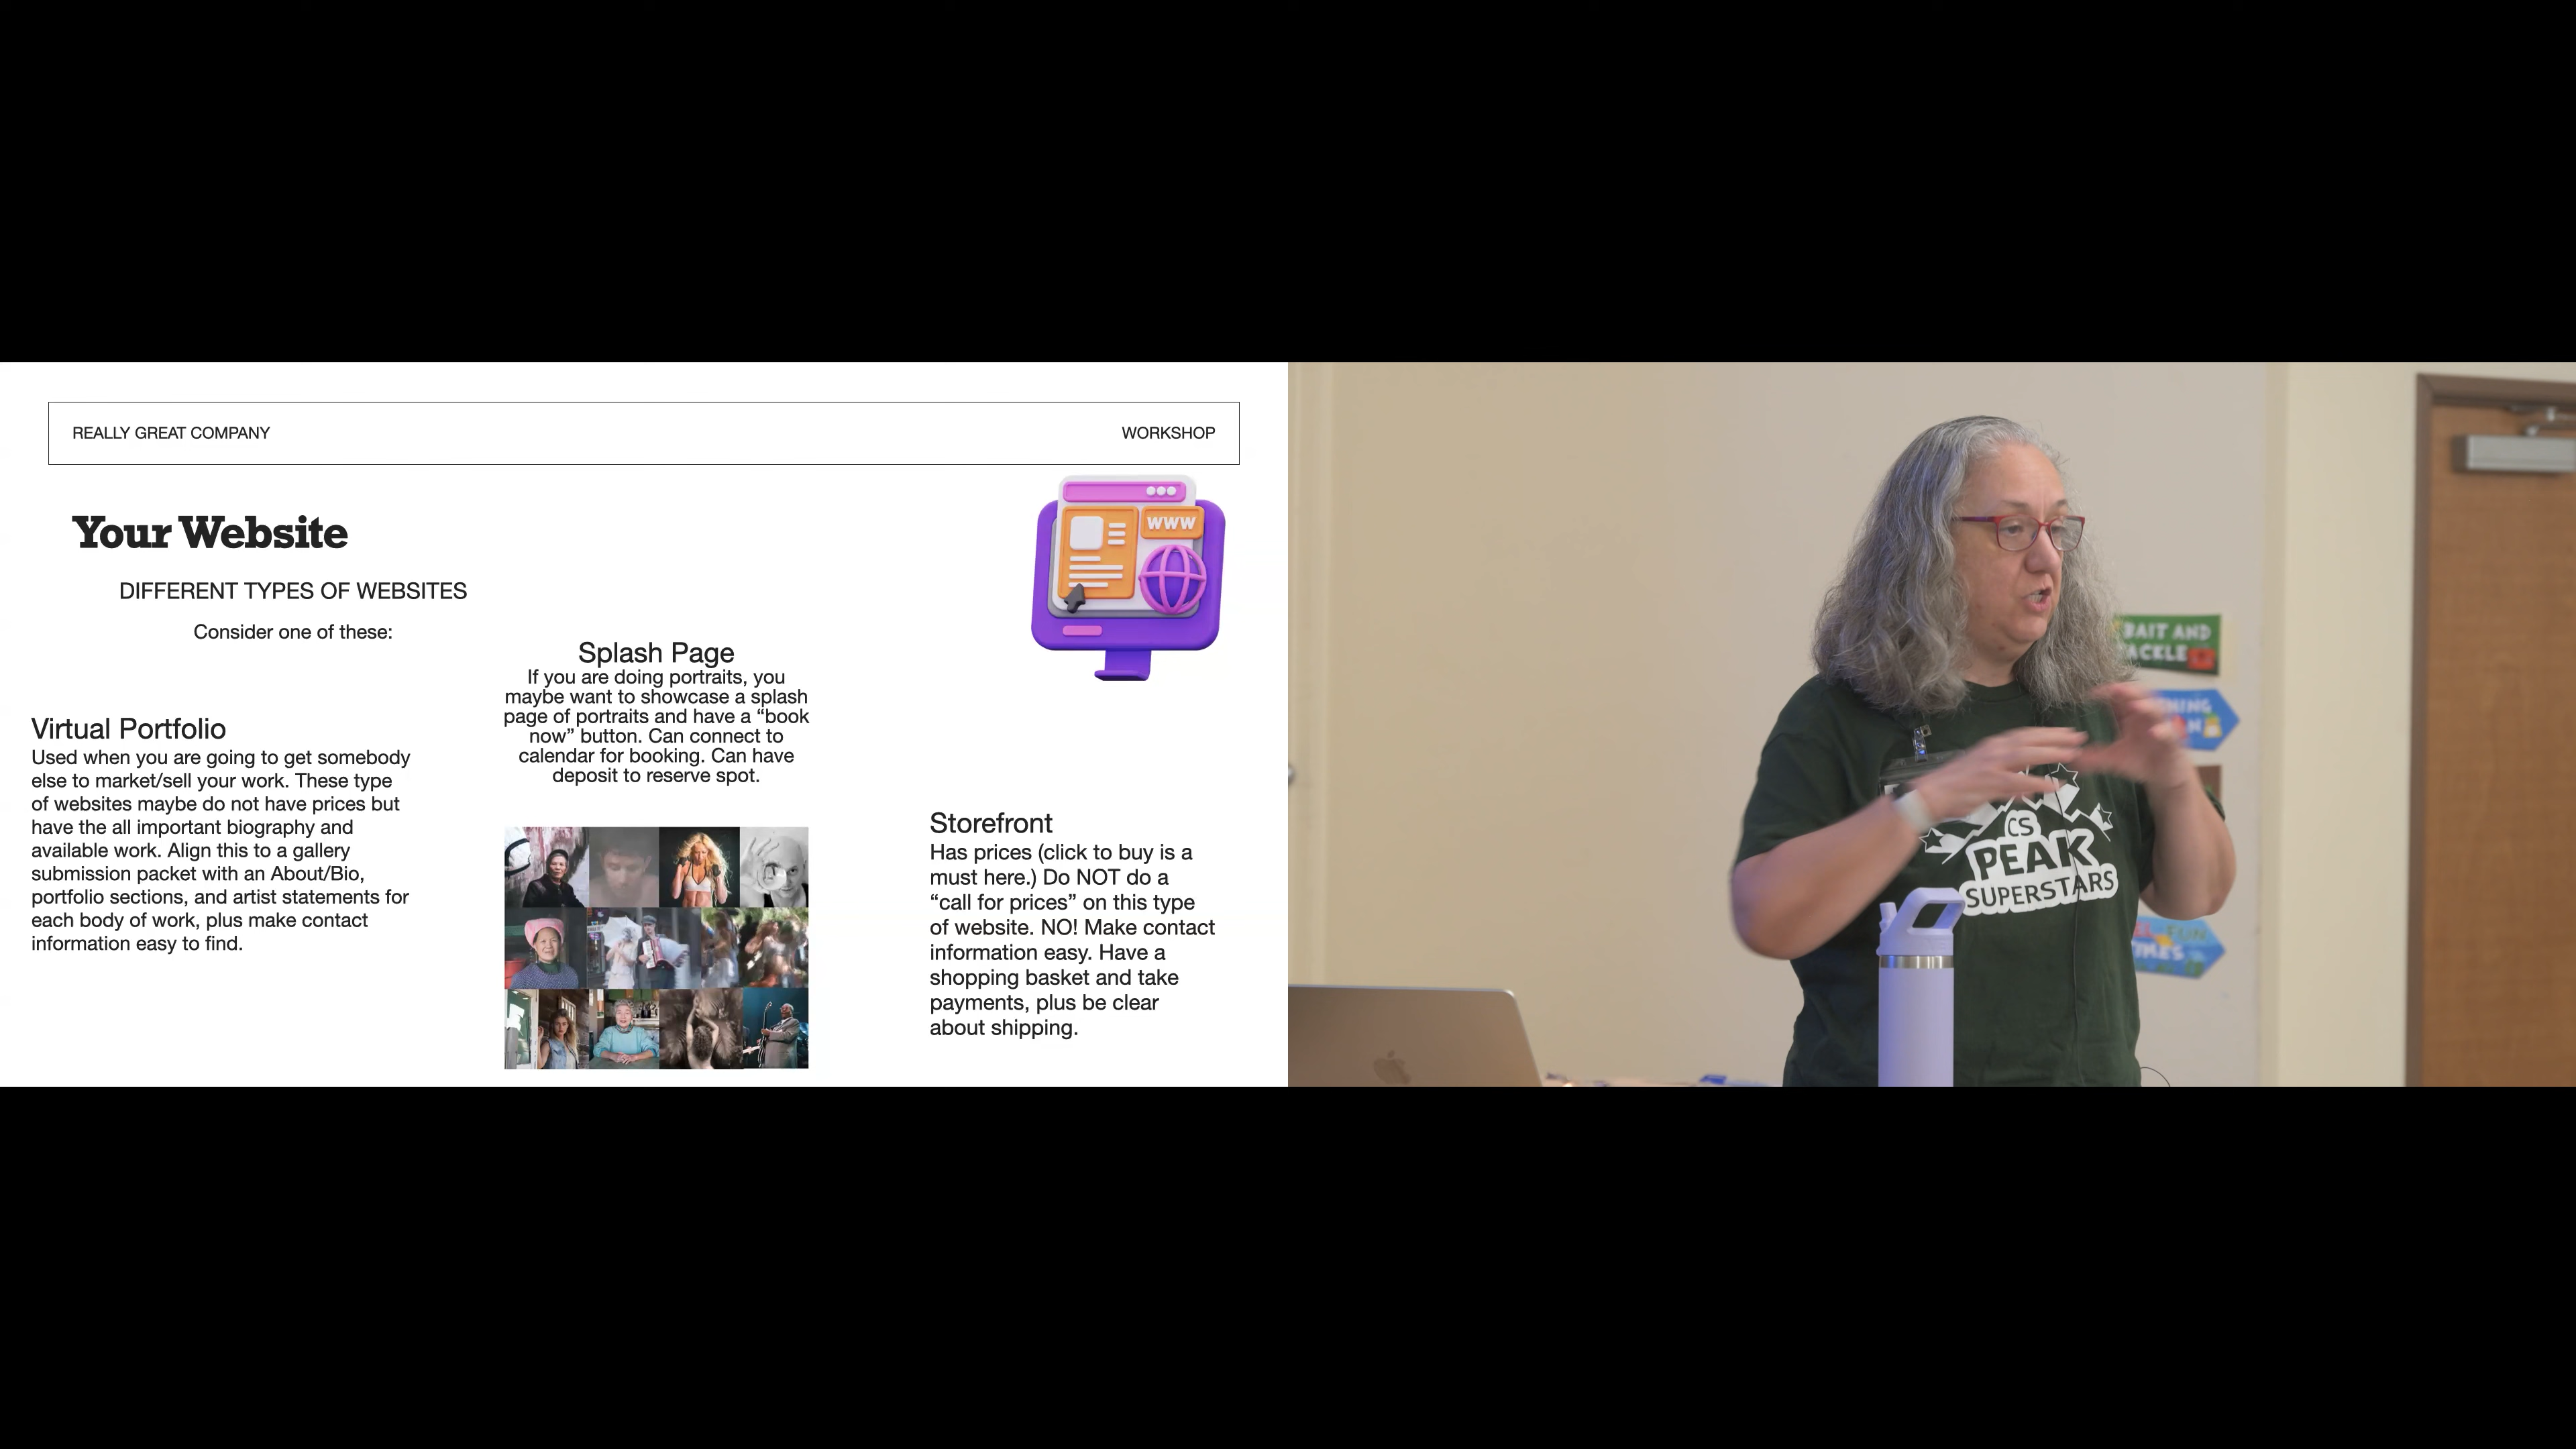 REALLY GREAT COMPANY
WORKSHOP
Your Website
DIFFERENT TYPES OF WEBSITES
Consider one of these:
Virtual Portfolio
Used when you are going to get somebody
else to market/sell your work. These type
of websites maybe do not have prices but
have the all important biography and
available work. Align this to a gallery
submission packet with an About/Bio,
portfolio sections, and artist statements for
each body of work, plus make contact
information easy to find.
Splash Page
If you are doing portraits, you
maybe want to showcase a splash
page of portraits and have a “book
now” button. Can connect to
calendar for booking. Can have
deposit to reserve spot.
WWW
Storefront
Has prices (click to buy is a
must here.) Do NOT do a
“call for prices” on this type
of website. NO! Make contact
information easy. Have a
shopping basket and take
payments, plus be clear
about shipping.
BAIT AND
CS
PEAK
SUPERSTARS